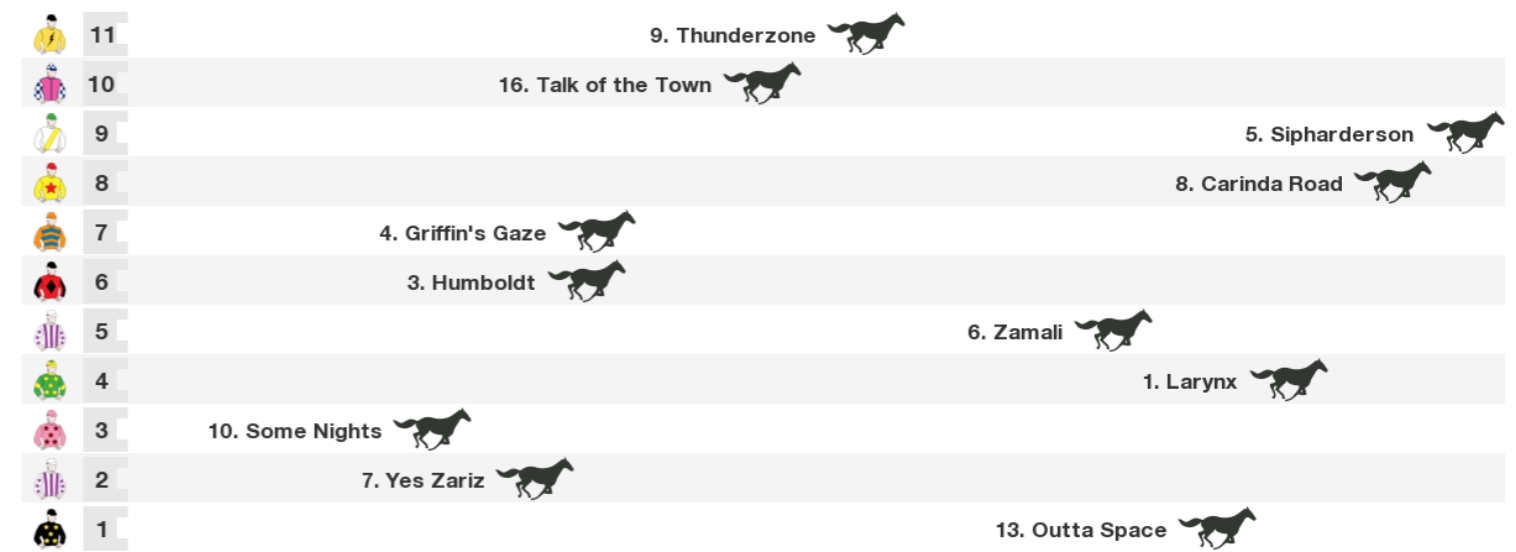 11 9. Thunderzone
10 16. Talk of the Town
9 5. Sipharderson
8 8. Carinda Road
7 4. Griffin's Gaze
6 3. Humboldt
5 6. Zamali
4 1. Larynx
3 10. Some Nights
2 7. Yes Zariz
1 13. Outta Space